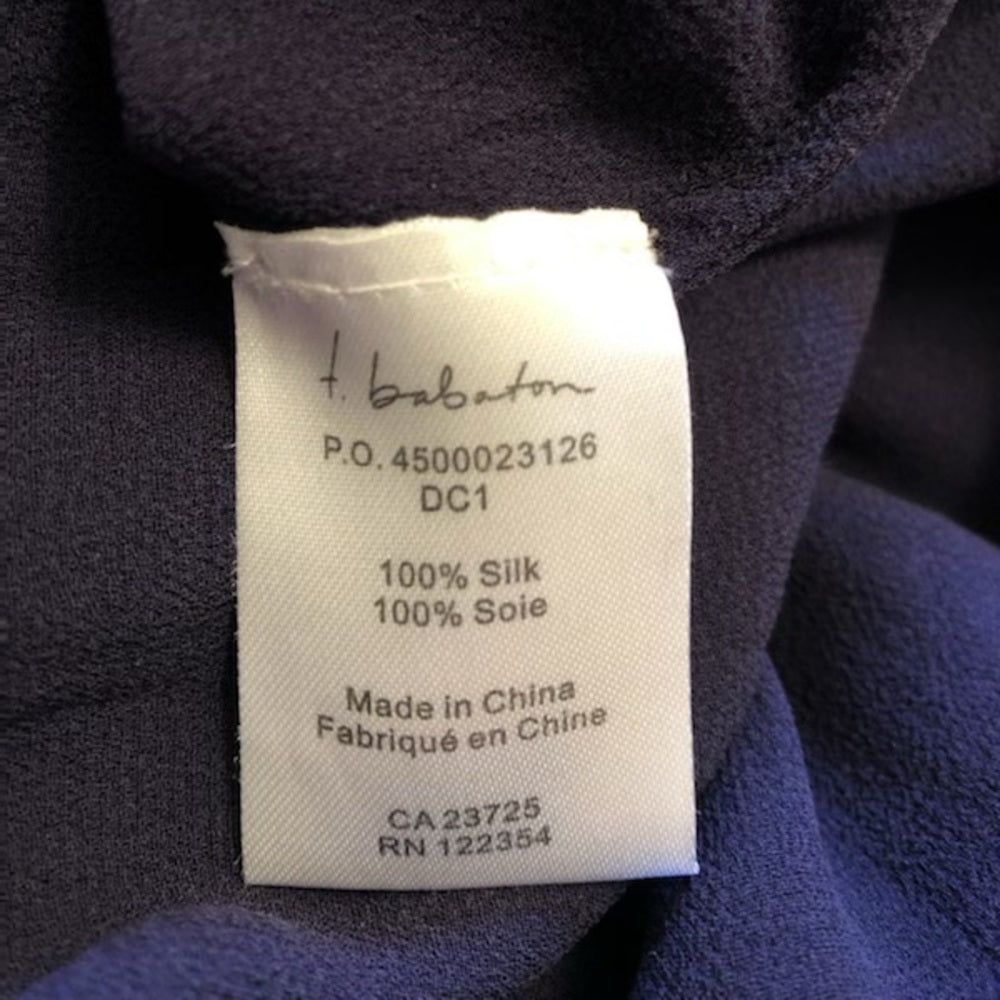 t. babaton
P.O. 4500023126
DC1
100% Silk
100% Soie
Made in China
Fabriqué en Chine
CA 23725
RN 122354